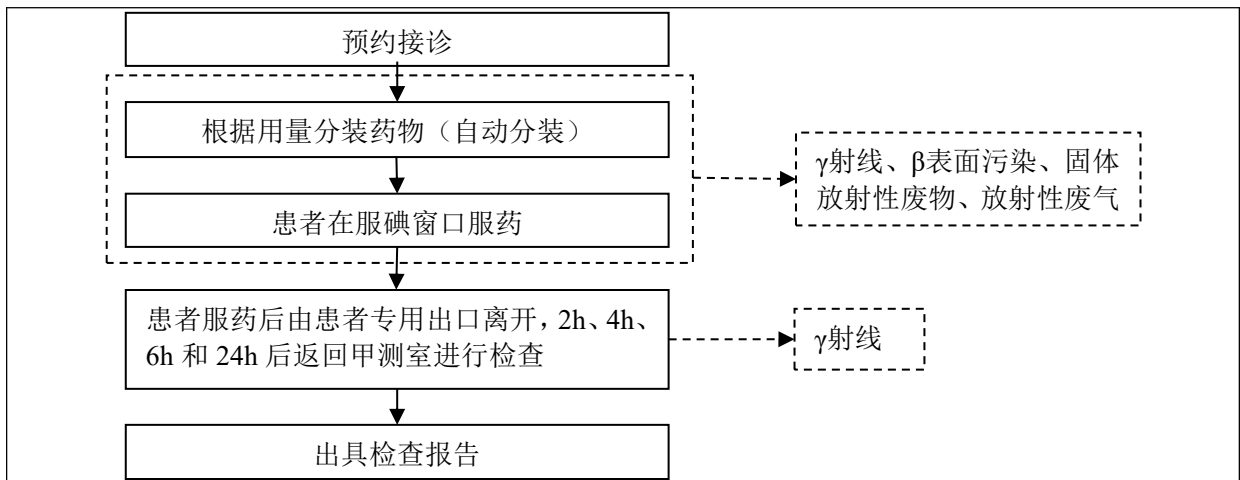 预约接诊
根据用量分装药物（自动分装）
γ射线、β表面污染、固体
放射性废物、放射性废气
患者在服碘窗口服药
患者服药后由患者专用出口离开，2h、4h、
6h 和 24h 后返回甲测室进行检查
γ射线
出具检查报告